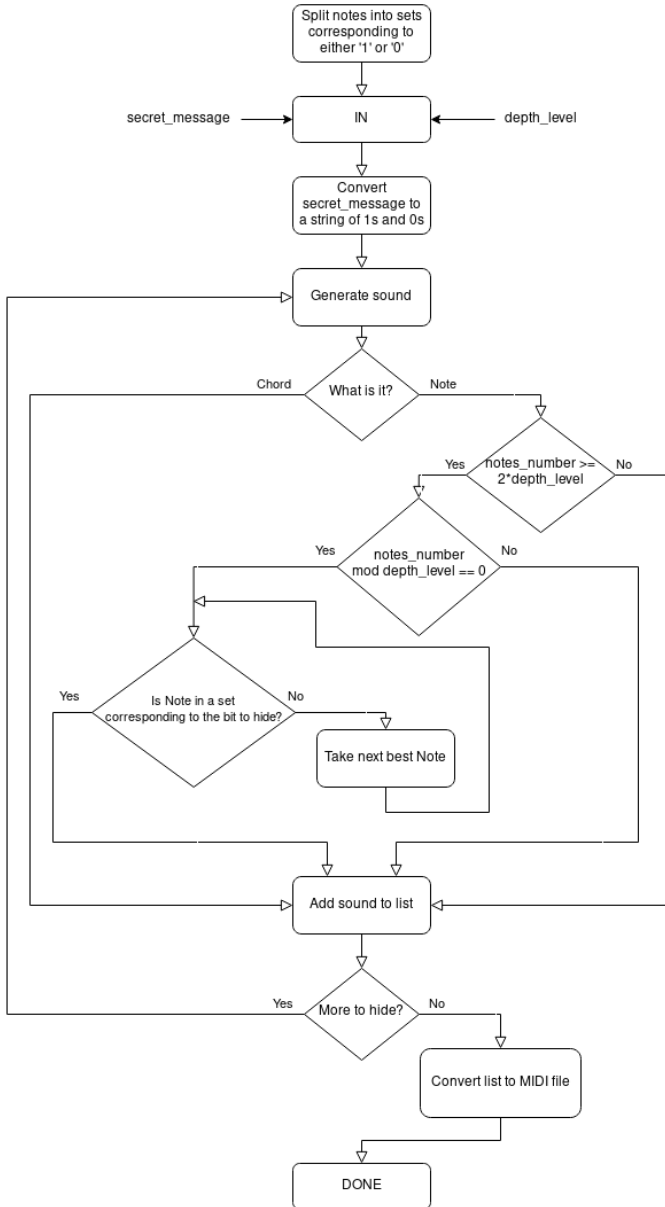 Split notes into sets
corresponding to
either '1' or '0'
secret_message
IN
depth_level
Convert
secret_message to
a string of 1s and 0s
Generate sound
Chord
What is it?
Note
Yes
notes_number >=
2*depth_level
No
Yes
notes_number
mod depth_level == 0
No
Yes
Is Note in a set
corresponding to the bit to hide?
No
Take next best Note
Add sound to list
Yes
More to hide?
No
Convert list to MIDI file
DONE